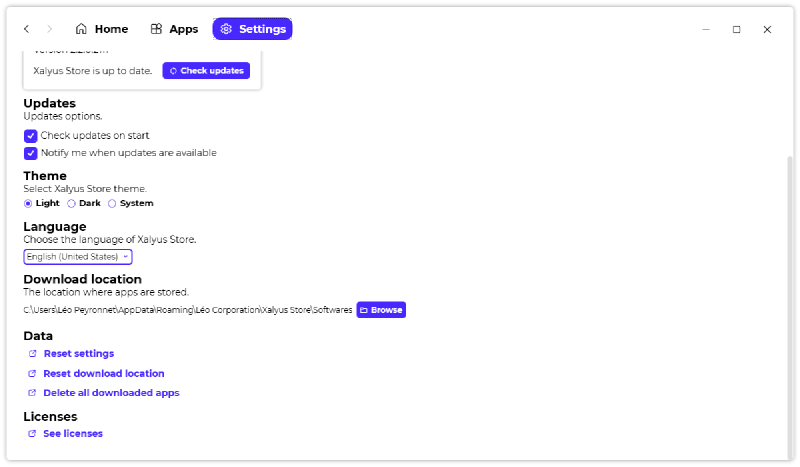 Home Apps Settings
Xalyus Store is up to date. Check updates
Updates
Updates options.
Check updates on start
Notify me when updates are available
Theme
Select Xalyus Store theme.
Light Dark System
Language
Choose the language of Xalyus Store.
English (United States)
Download location
The location where apps are stored.
C:\Users\Léo Peyronnet\AppData\Roaming\Léo Corporation\Xalyus Store\Softwares Browse
Data
Reset settings
Reset download location
Delete all downloaded apps
Licenses
See licenses